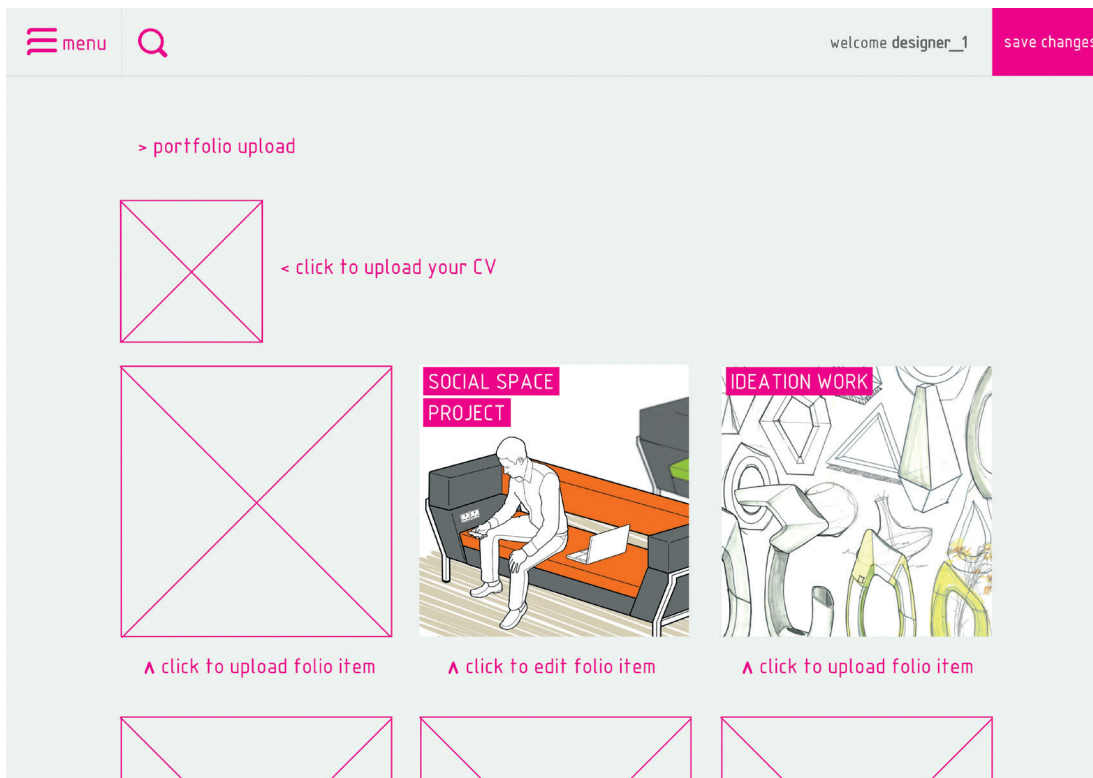 menu
welcome designer_1
save changes
> portfolio upload
< click to upload your CV
SOCIAL SPACE
PROJECT
IDEATION WORK
ʌ click to upload folio item
ʌ click to edit folio item
ʌ click to upload folio item